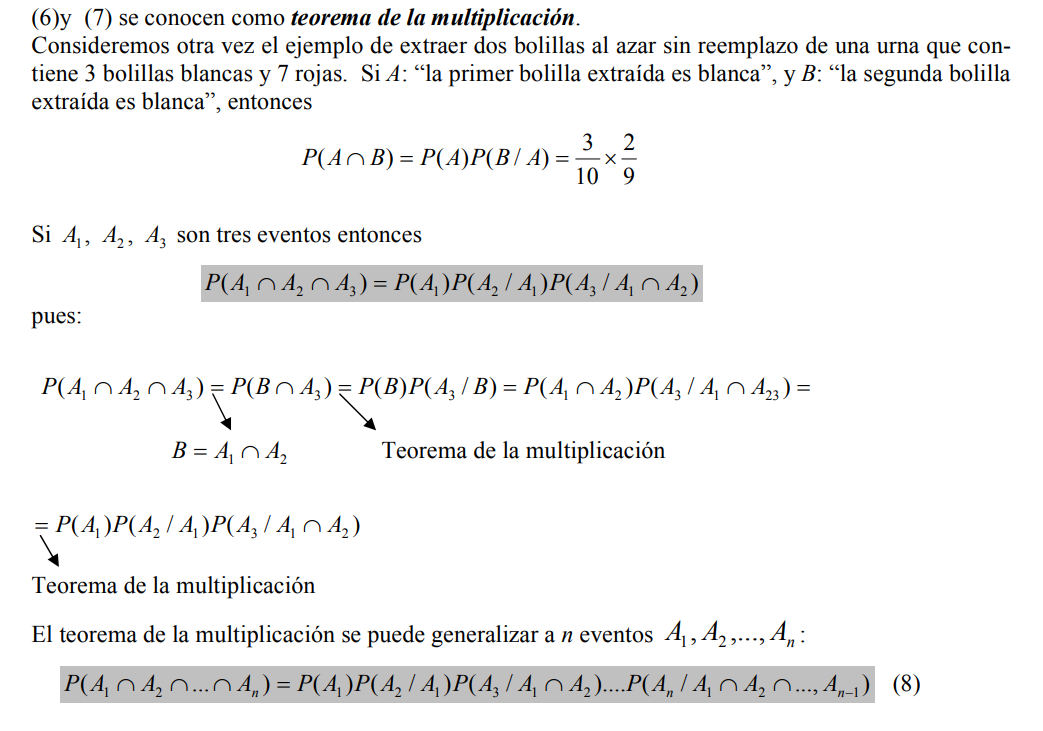 (6)y (7) se conocen como teorema de la multiplicación.
Consideremos otra vez el ejemplo de extraer dos bolillas al azar sin reemplazo de una urna que con-
tiene 3 bolillas blancas y 7 rojas. Si A: “la primer bolilla extraída es blanca”, y B: “la segunda bolilla
extraída es blanca”, entonces
P(A ∩ B) = P(A)P(B / A) = 3/10 × 2/9
Si A₁, A₂, A₃ son tres eventos entonces
P(A₁ ∩ A₂ ∩ A₃) = P(A₁)P(A₂ / A₁)P(A₃ / A₁ ∩ A₂)
pues:
P(A₁ ∩ A₂ ∩ A₃) = P(B ∩ A₃) = P(B)P(A₃ / B) = P(A₁ ∩ A₂)P(A₃ / A₁ ∩ A₂₃) =
B = A₁ ∩ A₂ Teorema de la multiplicación
= P(A₁)P(A₂ / A₁)P(A₃ / A₁ ∩ A₂)
Teorema de la multiplicación
El teorema de la multiplicación se puede generalizar a n eventos A₁, A₂,..., Aₙ :
P(A₁ ∩ A₂ ∩ ... ∩ Aₙ) = P(A₁)P(A₂ / A₁)P(A₃ / A₁ ∩ A₂)....P(Aₙ / A₁ ∩ A₂ ∩ ..., Aₙ₋₁) (8)